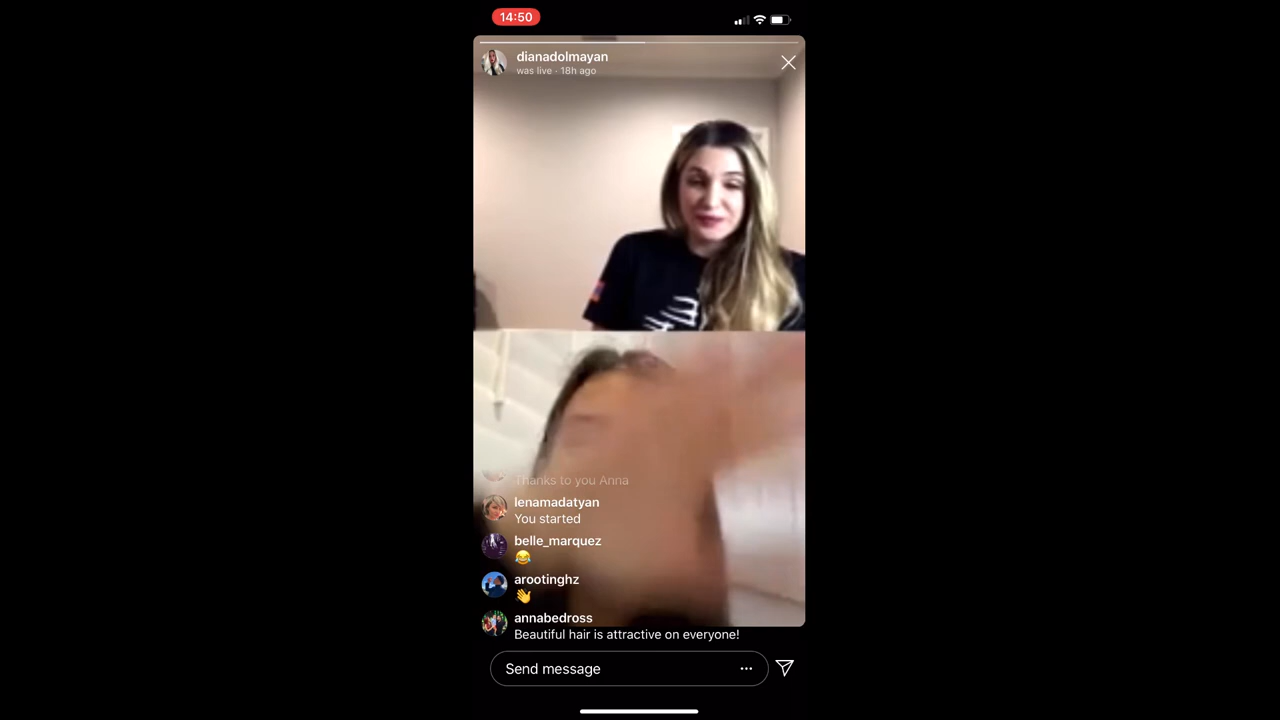 14:50
dianadolmayan
was live · 18h ago
Thanks to you Anna
lenamadatyan
You started
belle_marquez
😂
arootinghz
👋
annabedross
Beautiful hair is attractive on everyone!
Send message